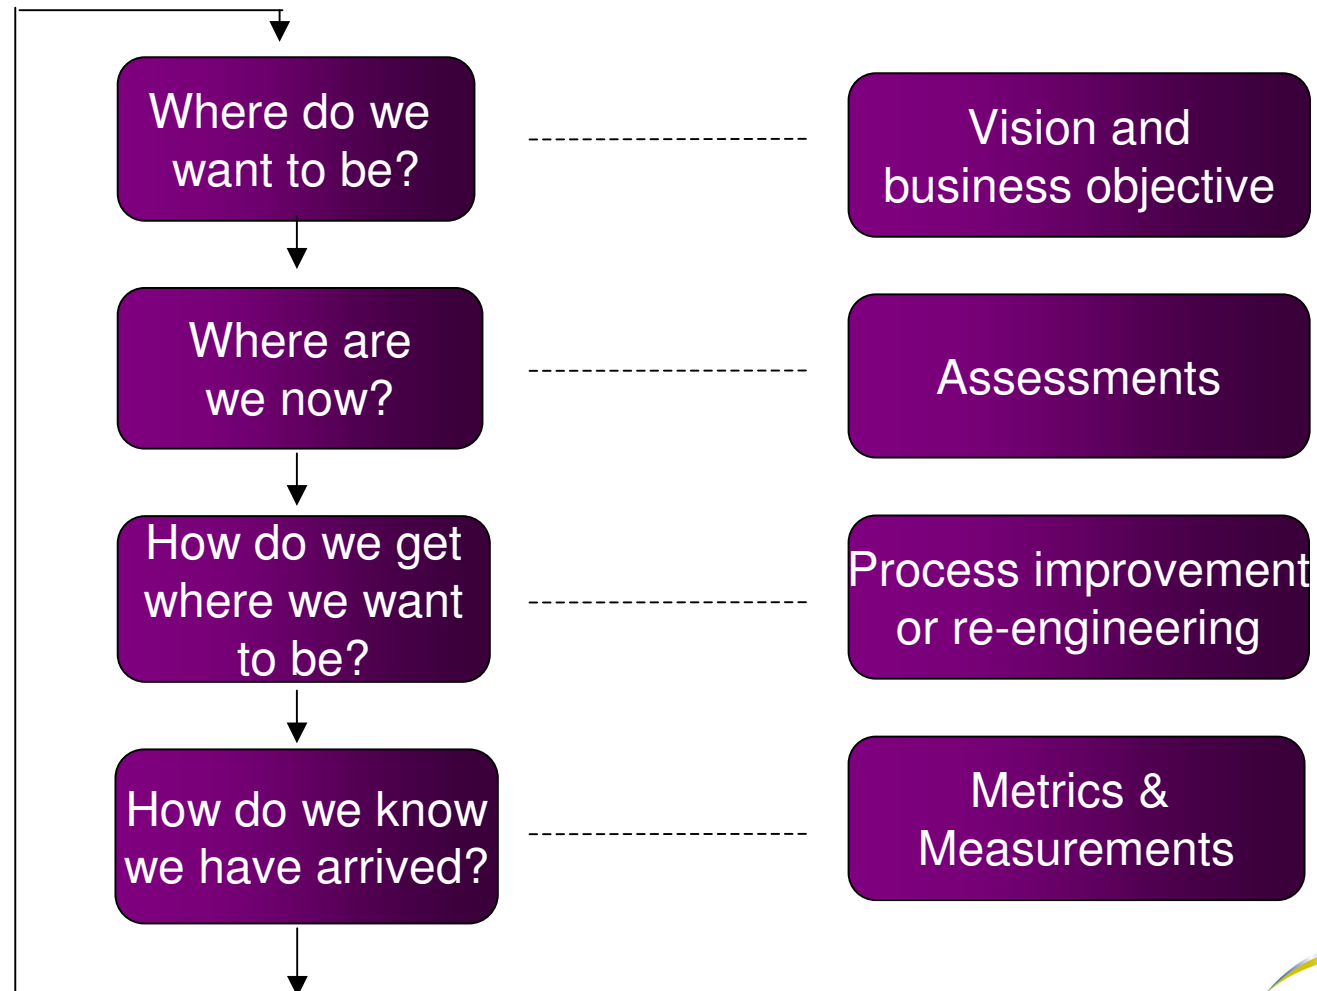 Where do we
want to be?
Vision and
business objective
Where are
we now?
Assessments
How do we get
where we want
to be?
Process improvement
or re-engineering
How do we know
we have arrived?
Metrics &
Measurements